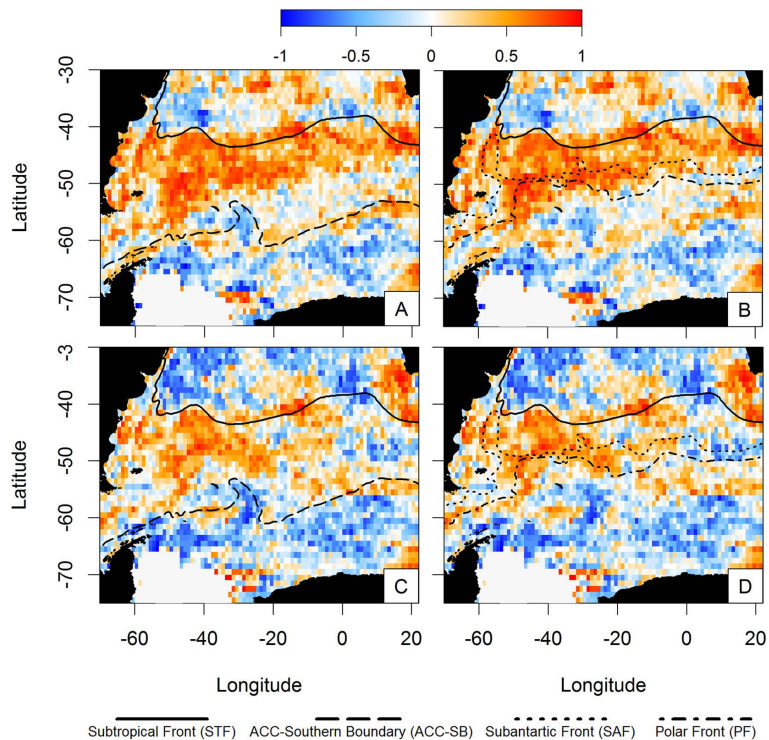 -1 -0.5 0 0.5 1
-30
-40
-50
-60
-70
Latitude
A
B
-3
-40
-50
-60
-70
Latitude
C
D
-60 -40 -20 0 20
-60 -40 -20 0 20
Longitude Longitude
Subtropical Front (STF) ACC-Southern Boundary (ACC-SB) Subantartic Front (SAF) Polar Front (PF)